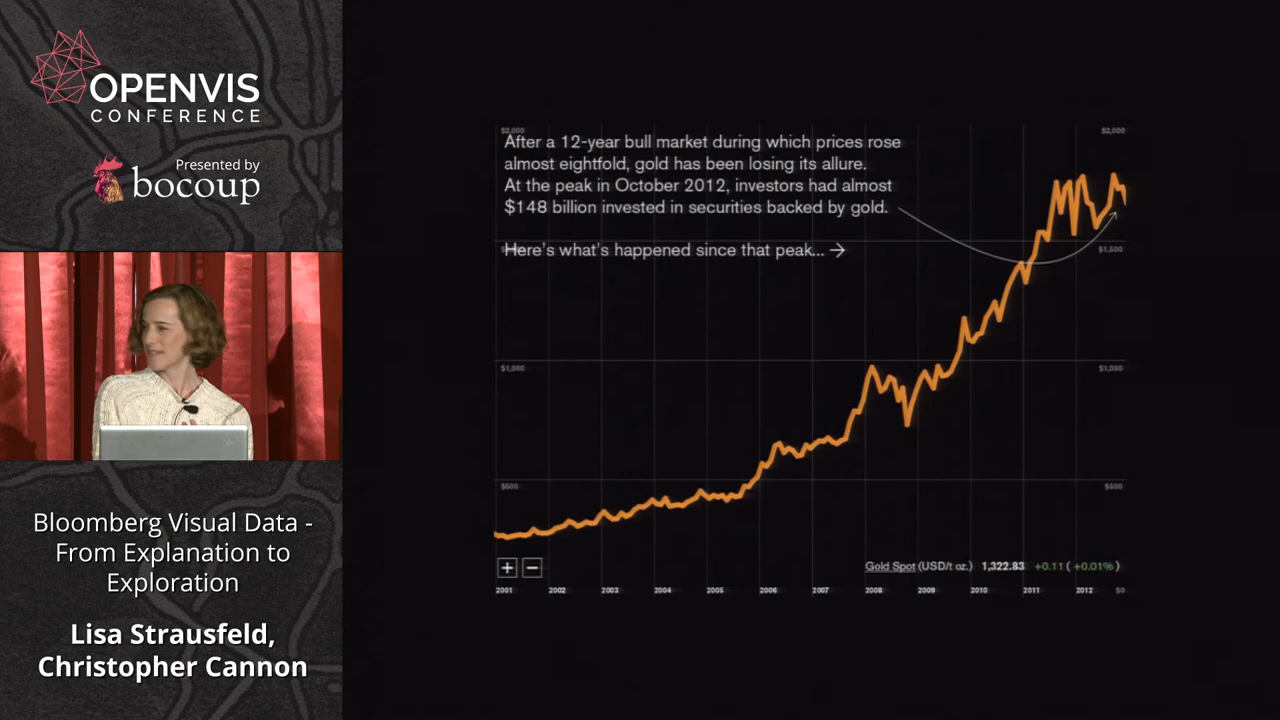 OPENVIS
CONFERENCE
Presented by
bocoup
Bloomberg Visual Data -
From Explanation to
Exploration
Lisa Strausfeld,
Christopher Cannon
$2,000
$2,000
After a 12-year bull market during which prices rose
almost eightfold, gold has been losing its allure.
At the peak in October 2012, investors had almost
$148 billion invested in securities backed by gold.
Here's what's happened since that peak... →
$1,500
$1,000
$1,000
$500
$500
+ −
Gold Spot (USD/t oz.) 1,322.83 +0.11 ( +0.01% )
2001 2002 2003 2004 2005 2006 2007 2008 2009 2010 2011 2012 $0